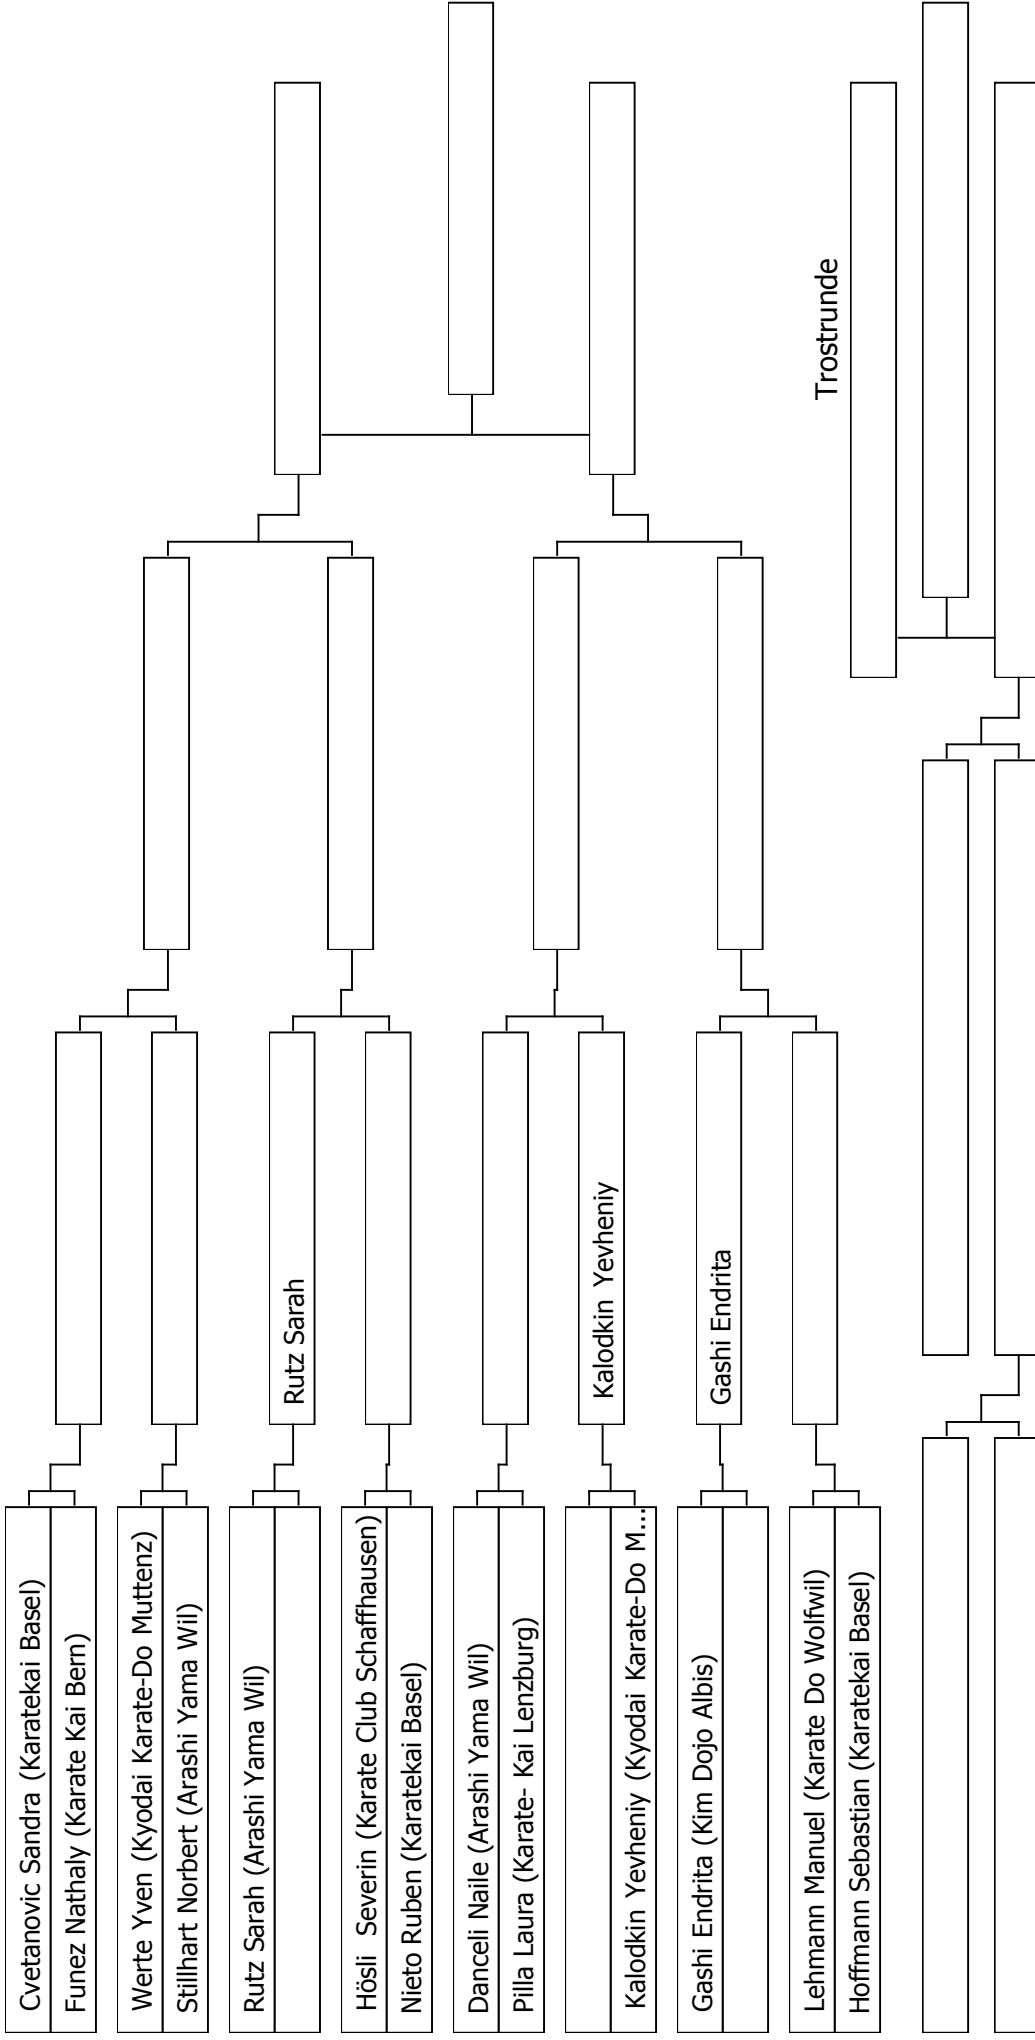 Cvetanovic Sandra (Karatekai Basel)
Funez Nathaly (Karate Kai Bern)
Werte Yven (Kyodai Karate-Do Muttenz)
Stillhart Norbert (Arashi Yama Wil)
Rutz Sarah (Arashi Yama Wil)
Hösli  Severin (Karate Club Schaffhausen)
Nieto Ruben (Karatekai Basel)
Danceli Naile (Arashi Yama Wil)
Pilla Laura (Karate- Kai Lenzburg)
Kalodkin Yevheniy (Kyodai Karate-Do M...
Gashi Endrita (Kim Dojo Albis)
Lehmann Manuel (Karate Do Wolfwil)
Hoffmann Sebastian (Karatekai Basel)
Rutz Sarah
Kalodkin Yevheniy
Gashi Endrita
Trostrunde